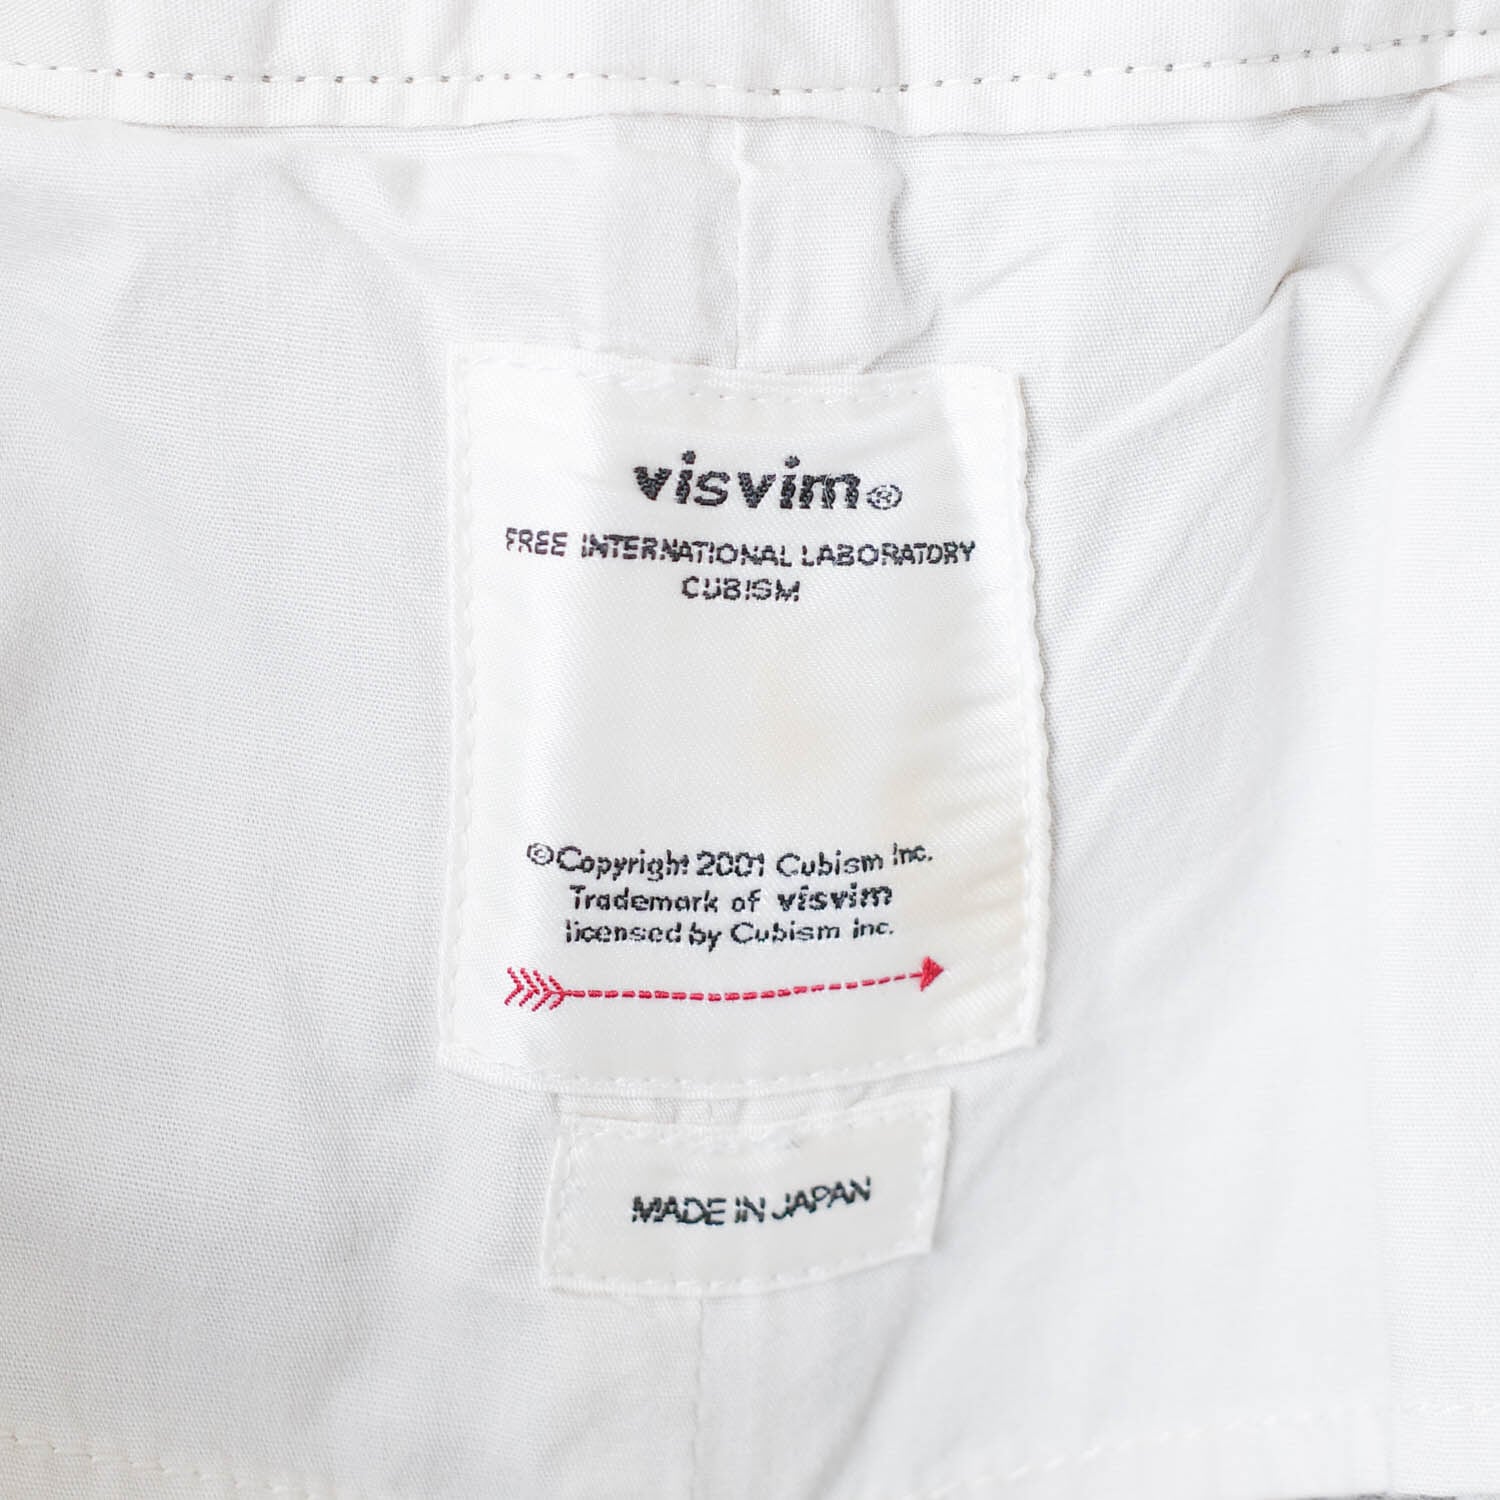 visvim®
FREE INTERNATIONAL LABORATORY
CUBISM
©Copyright 2001 Cubism Inc.
Trademark of visvim
licensed by Cubism Inc.
MADE IN JAPAN